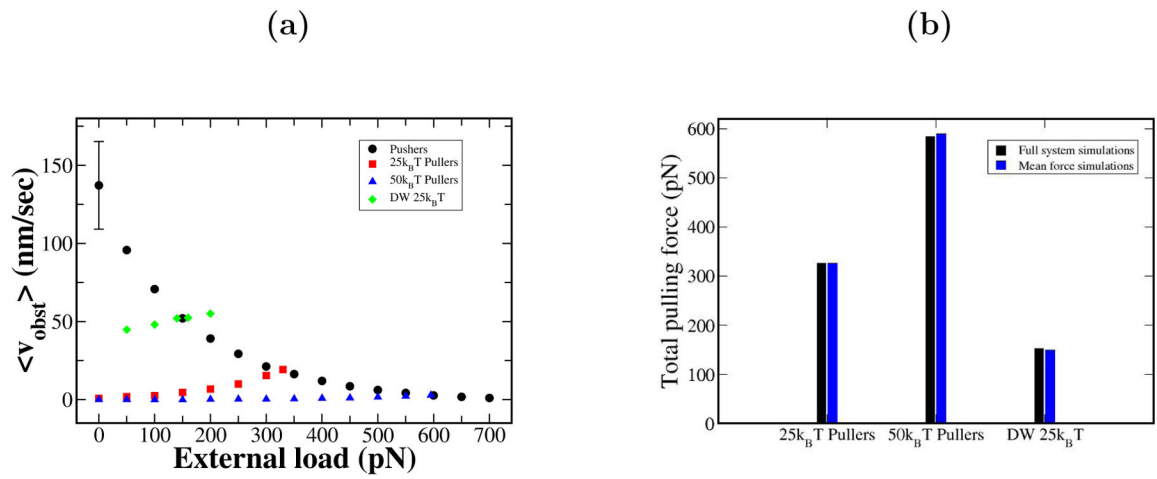 (a)
<v_obst> (nm/sec)
150
100
50
0
Pushers
25k_BT Pullers
50k_BT Pullers
DW 25k_BT
0 100 200 300 400 500 600 700
External load (pN)
(b)
Total pulling force (pN)
600
500
400
300
200
100
0
Full system simulations
Mean force simulations
25k_BT Pullers 50k_BT Pullers DW 25k_BT